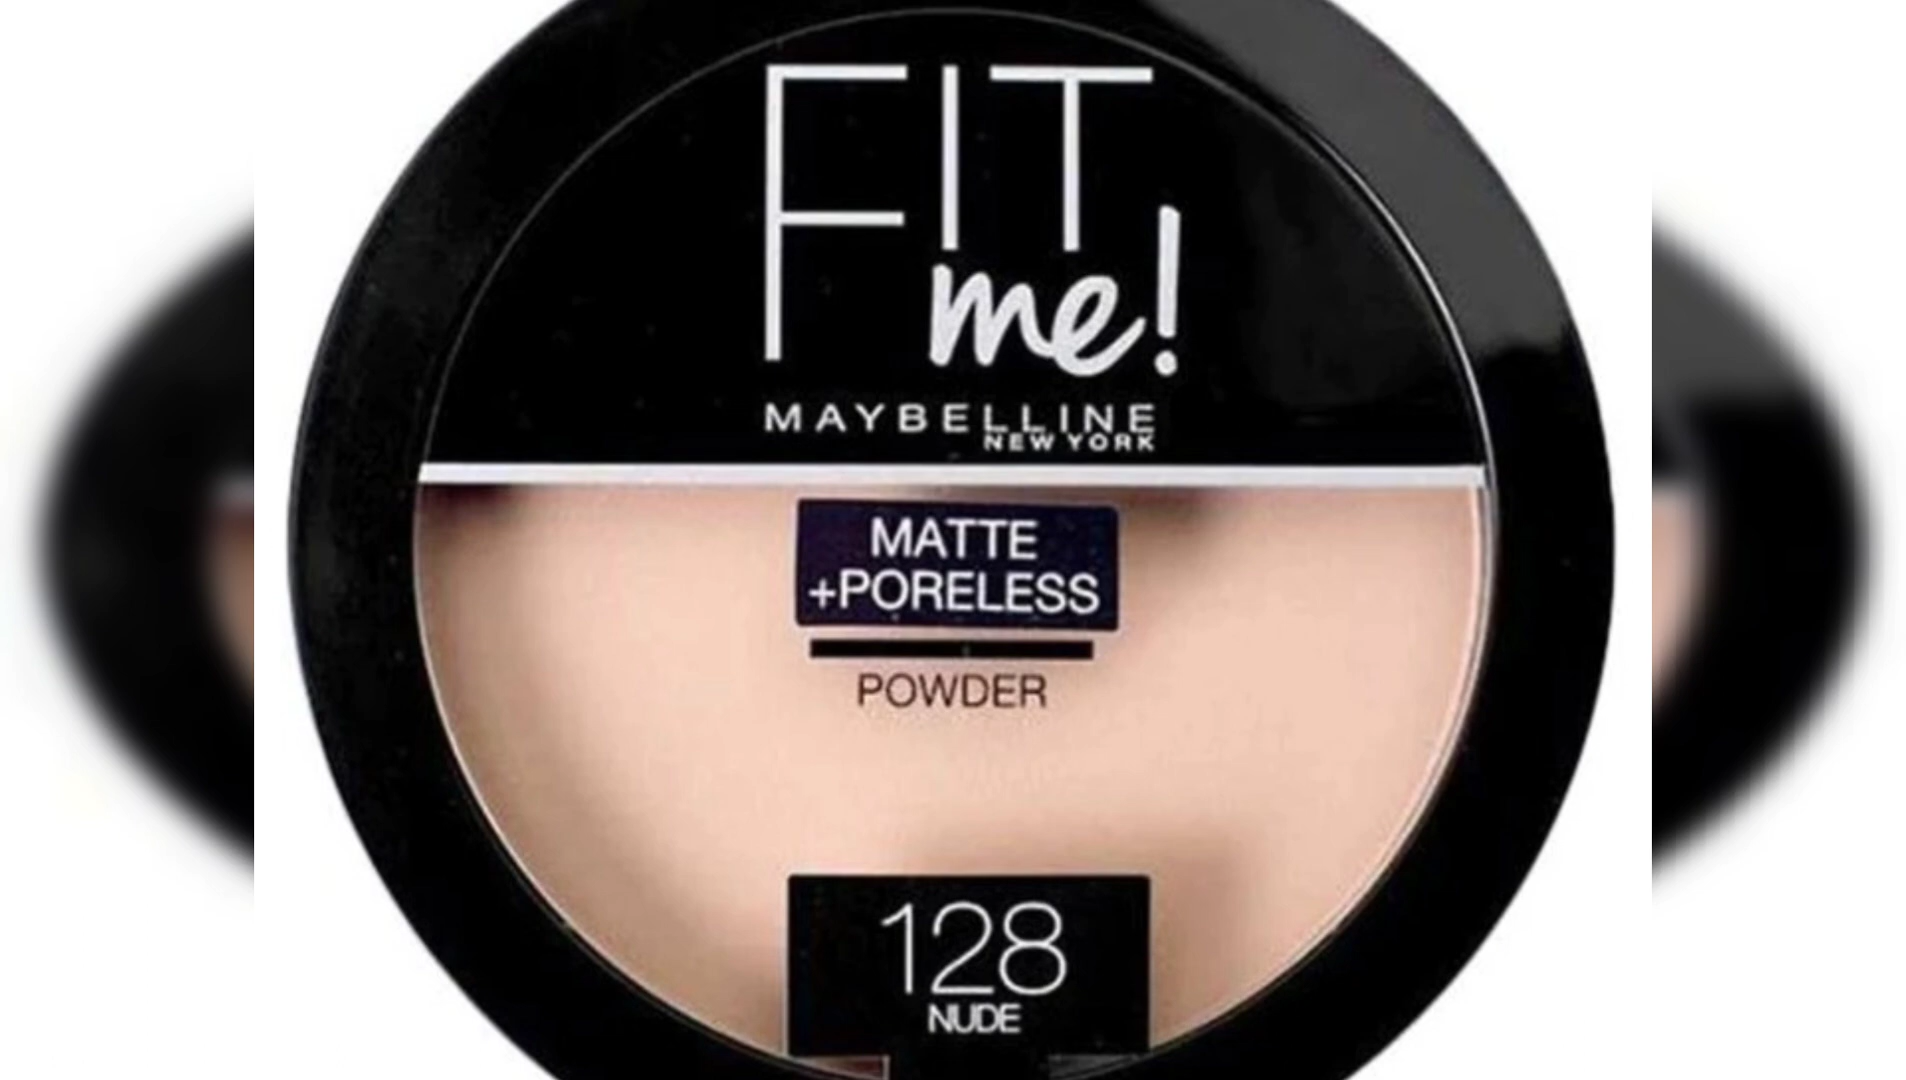 FIT
me!
MAYBELLINE
NEW YORK
MATTE
+PORELESS
POWDER
128
NUDE